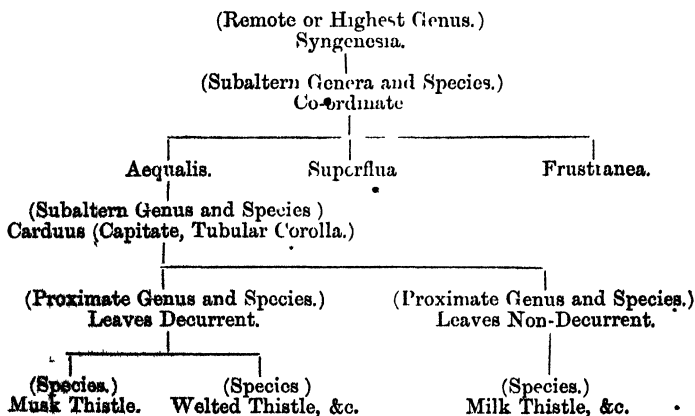 (Remote or Highest Genus.)
Syngenesia.
(Subaltern Genera and Species.)
Co-ordinate
Aequalis. Superflua Frustranea.
(Subaltern Genus and Species )
Carduus (Capitate, Tubular Corolla.)
(Proximate Genus and Species.) (Proximate Genus and Species.)
Leaves Decurrent. Leaves Non-Decurrent.
(Species.) (Species ) (Species.)
Musk Thistle. Welted Thistle, &c. Milk Thistle, &c.